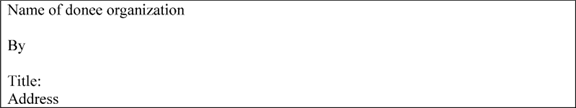 Name of donee organization
By
Title:
Address